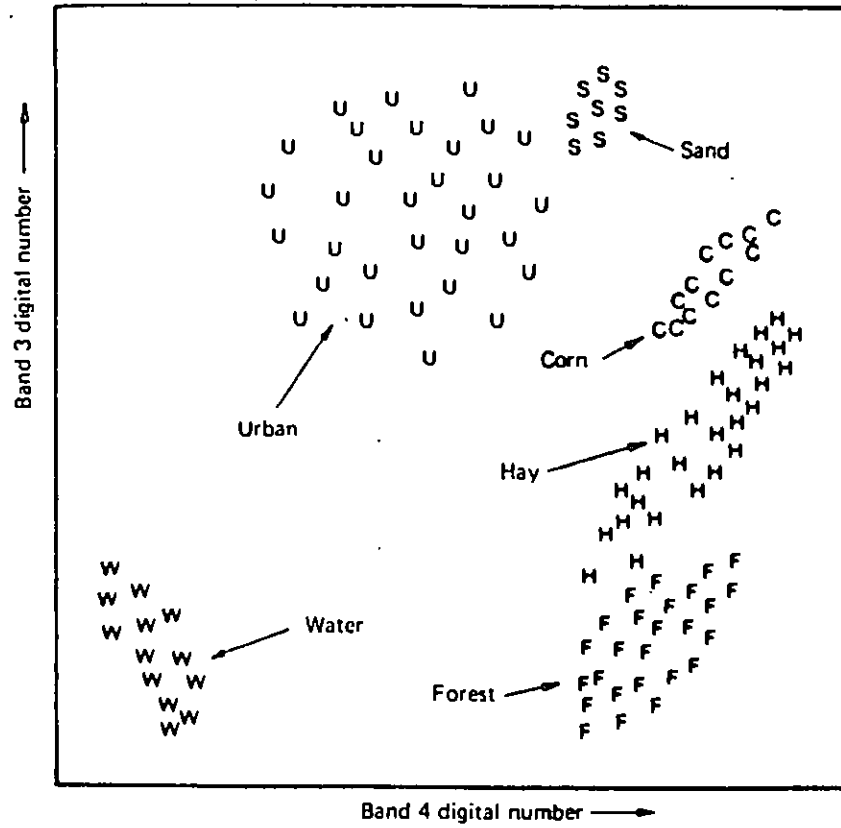 S
U S S
U
U S S
U U U S
U S
U U S Sand
U
U U
U
U U
U U
C
U U U C C
U U C C
U U C
U U C
C C
U
U U U C H
C C H H
H H
Band 3 digital number
U Corn H
H
H H
H
H
H
Urban H
H H
H
H
Hay H H
H H
H
H H
H
H F
W F
H F
W F F
F
W
F F
W F
W Water F F F
W
F
F F F
W W
F
W W F F F
F
Forest F
W F F
W
F
W F
Band 4 digital number